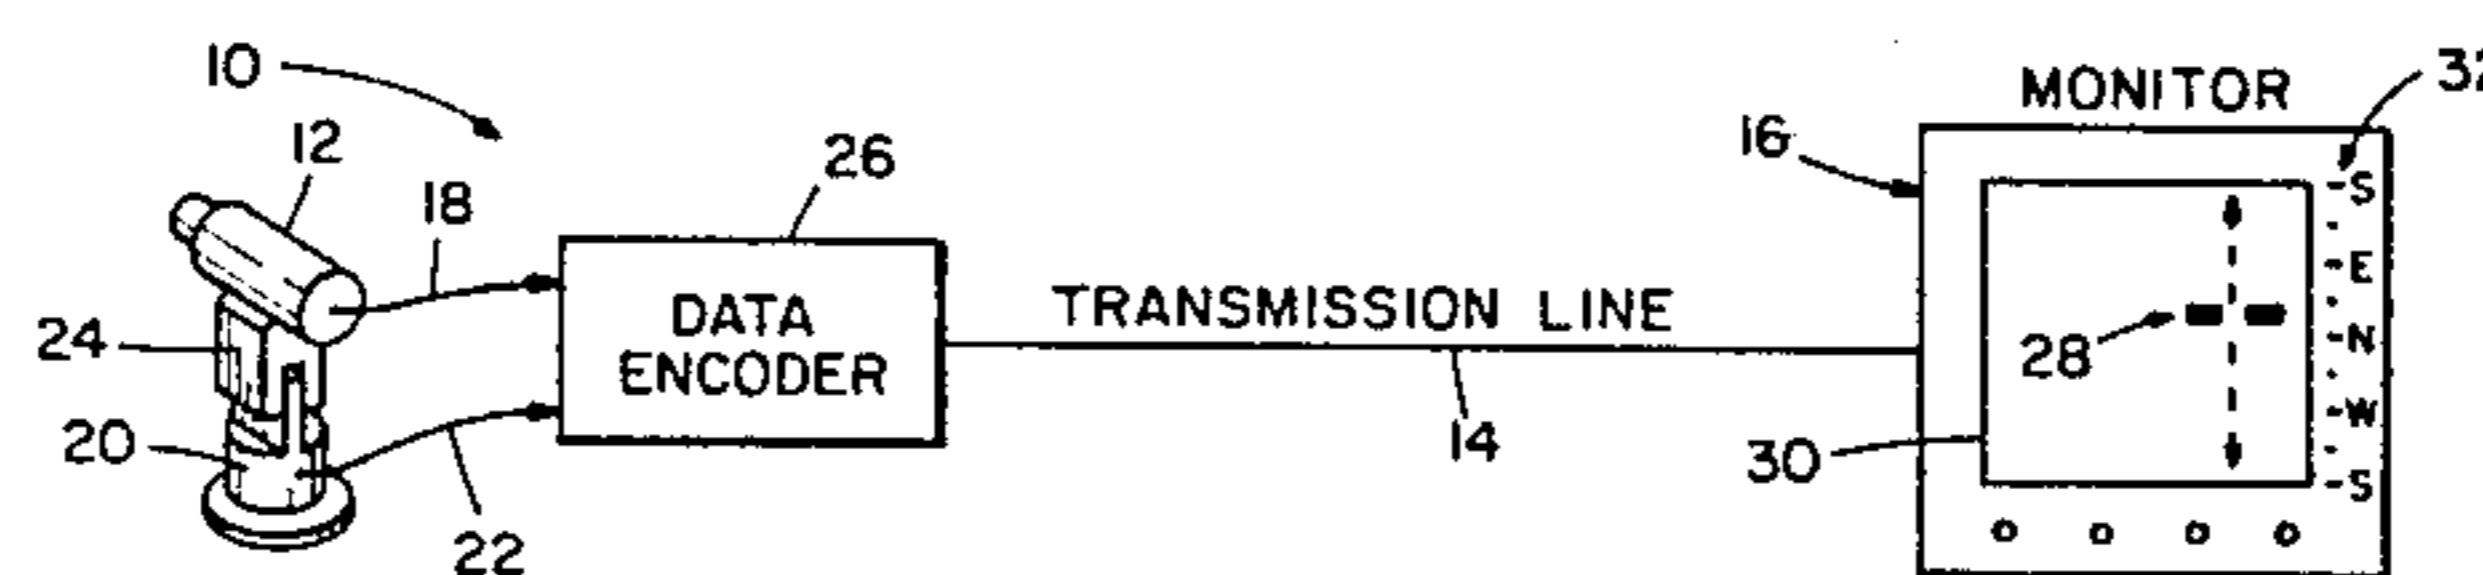 10
12
18
26
MONITOR
32
16
S
E
N
W
S
DATA
ENCODER
TRANSMISSION LINE
24
28
20
14
30
22